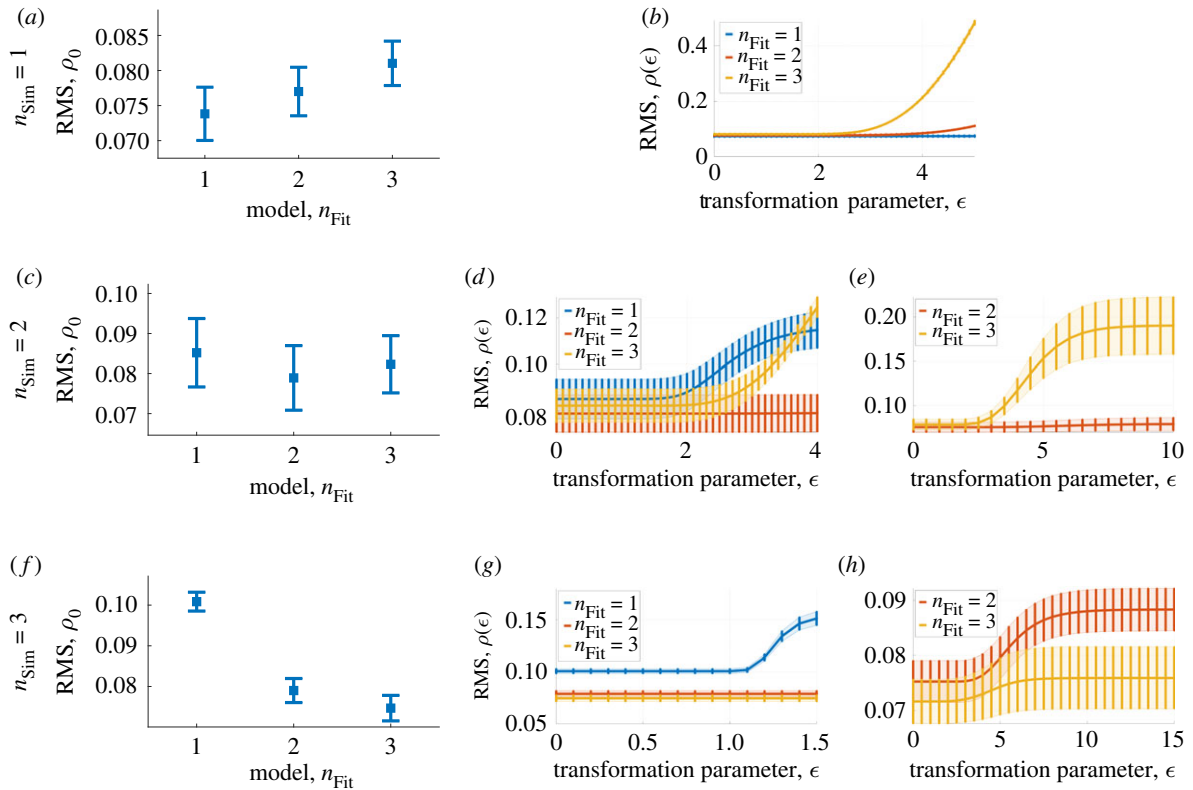 (a)
n_Sim = 1
RMS, ρ_0
0.085
0.080
0.075
0.070
1 2 3
model, n_Fit
(b)
RMS, ρ(ϵ)
0.4
0.2
0
n_Fit = 1
n_Fit = 2
n_Fit = 3
0 2 4
transformation parameter, ϵ
(c)
n_Sim = 2
RMS, ρ_0
0.10
0.09
0.08
0.07
1 2 3
model, n_Fit
(d)
RMS, ρ(ϵ)
0.12
0.10
0.08
n_Fit = 1
n_Fit = 2
n_Fit = 3
0 2 4
transformation parameter, ϵ
(e)
0.20
0.15
0.10
n_Fit = 2
n_Fit = 3
0 5 10
transformation parameter, ϵ
(f)
n_Sim = 3
RMS, ρ_0
0.10
0.09
0.08
1 2 3
model, n_Fit
(g)
RMS, ρ(ϵ)
0.15
0.10
0.05
n_Fit = 1
n_Fit = 2
n_Fit = 3
0 0.5 1.0 1.5
transformation parameter, ϵ
(h)
0.09
0.08
0.07
n_Fit = 2
n_Fit = 3
0 5 10 15
transformation parameter, ϵ